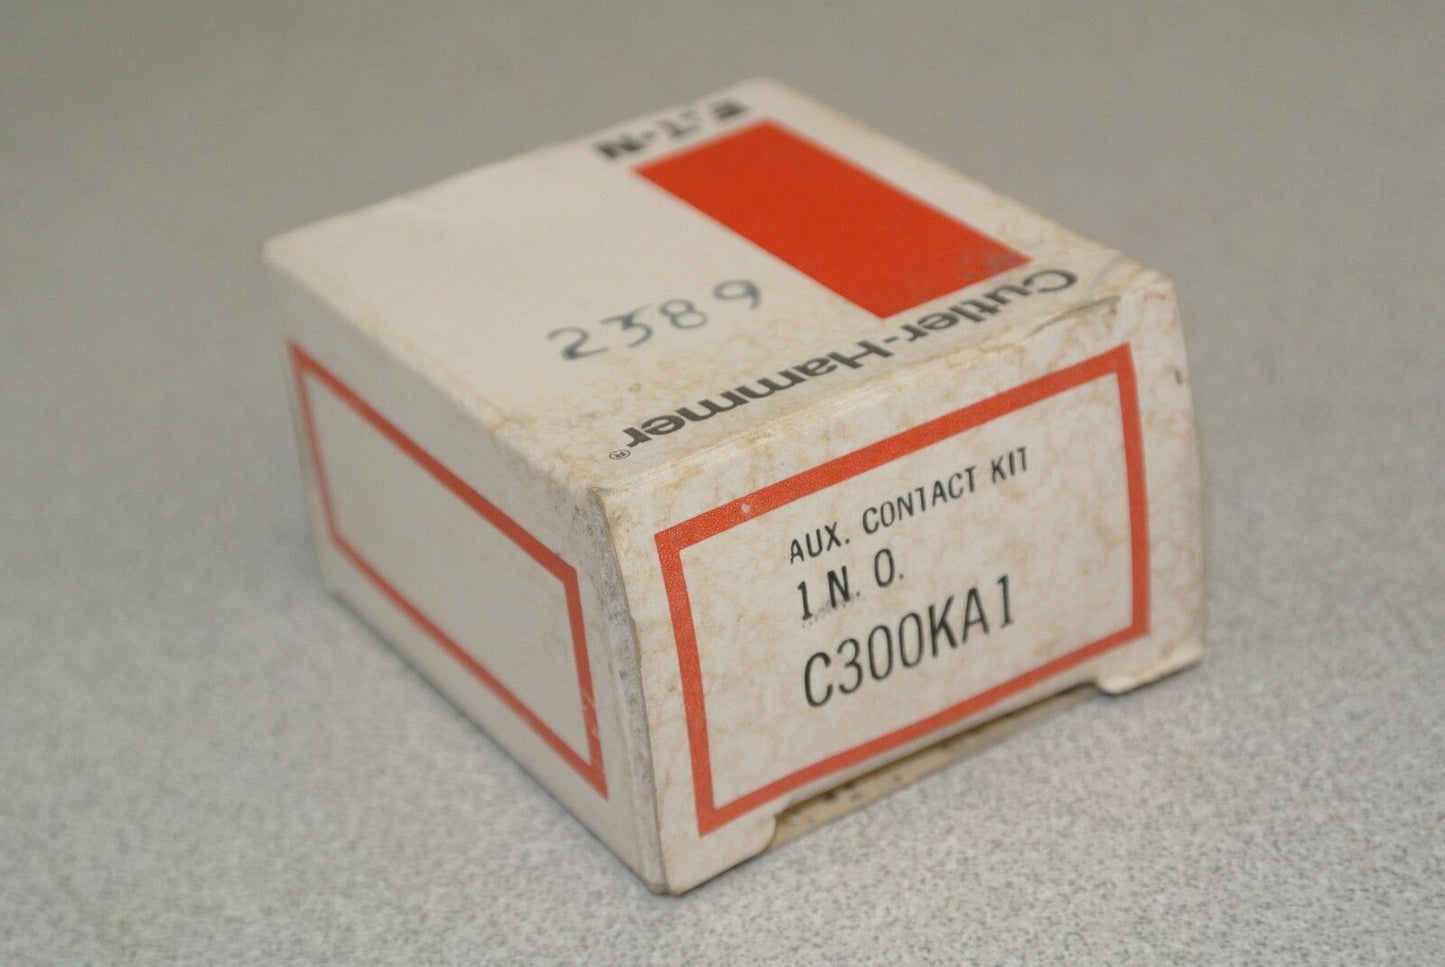 E.T.N
Cutler-Hammer®
2389
AUX. CONTACT KIT
1 N. O.
C300KA1